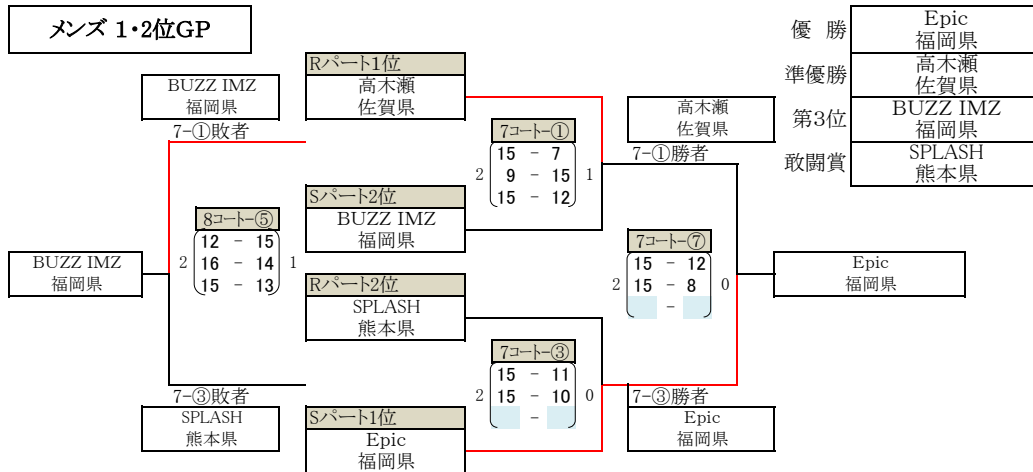 メンズ 1・2位GP
優 勝
Epic
福岡県
準優勝
高木瀬
佐賀県
第3位
BUZZ IMZ
福岡県
敢闘賞
SPLASH
熊本県
Rパート1位
高木瀬
佐賀県
BUZZ IMZ
福岡県
7-①敗者
7コート-①
2
15 - 7
9 - 15
15 - 12
1
高木瀬
佐賀県
7-①勝者
Sパート2位
BUZZ IMZ
福岡県
8コート-⑤
2
12 - 15
16 - 14
15 - 13
1
BUZZ IMZ
福岡県
Rパート2位
SPLASH
熊本県
7コート-⑦
2
15 - 12
15 - 8
-
0
Epic
福岡県
7コート-③
2
15 - 11
15 - 10
-
0
7-③敗者
SPLASH
熊本県
Sパート1位
Epic
福岡県
7-③勝者
Epic
福岡県